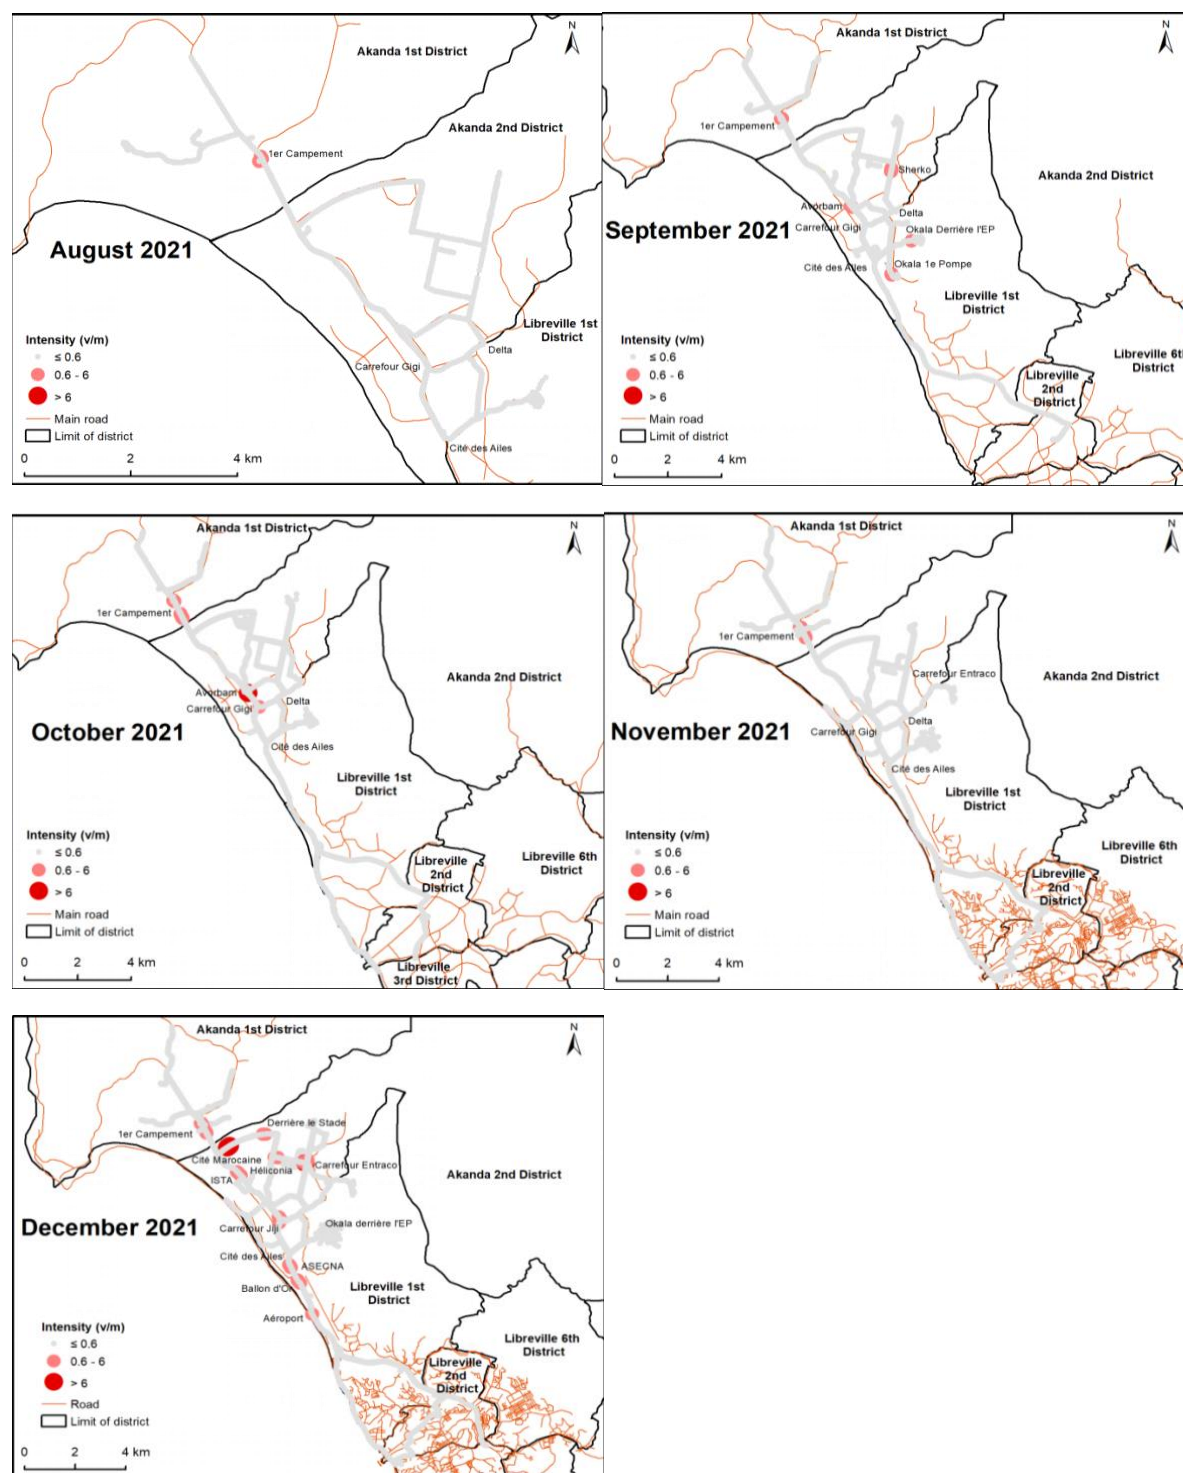 N
Akanda 1st District
Akanda 2nd District
1er Campement
August 2021
Libreville 1st
District
Delta
Carrefour Gigi
Cité des Ailes
Intensity (v/m)
≤ 0.6
0.6 - 6
> 6
Main road
Limit of district
0 2 4 km
N
Akanda 1st District
1er Campement
Sherko
Akanda 2nd District
Avorbam
Delta
Carrefour Gigi
Okala Derrière l'EP
September 2021
Cité des Ailes
Okala 1e Pompe
Libreville 1st
District
Libreville 6th
District
Libreville
2nd
District
Intensity (v/m)
≤ 0.6
0.6 - 6
> 6
Main road
Limit of district
0 2 4 km
N
Akanda 1st District
1er Campement
Akanda 2nd District
Avorbam
Delta
Carrefour Gigi
October 2021
Cité des Ailes
Libreville 1st
District
Libreville
2nd
District
Libreville 6th
District
Libreville
3rd District
Intensity (v/m)
≤ 0.6
0.6 - 6
> 6
Main road
Limit of district
0 2 4 km
N
Akanda 1st District
1er Campement
Carrefour Entraco
Akanda 2nd District
Delta
Carrefour Gigi
November 2021
Cité des Ailes
Libreville 1st
District
Libreville 6th
District
Libreville
2nd
District
Intensity (v/m)
≤ 0.6
0.6 - 6
> 6
Main road
Limit of district
0 2 4 km
N
Akanda 1st District
Derrière le Stade
1er Campement
Cité Marocaine
Héliconia
Carrefour Entraco
ISTA
Akanda 2nd District
December 2021
Carrefour Jiji
Okala derrière l'EP
Cité des Ailes
ASECNA
Ballon d'Or
Libreville 1st
District
Aéroport
Libreville 6th
District
Libreville
2nd
District
Intensity (v/m)
≤ 0.6
0.6 - 6
> 6
Road
Limit of district
0 2 4 km